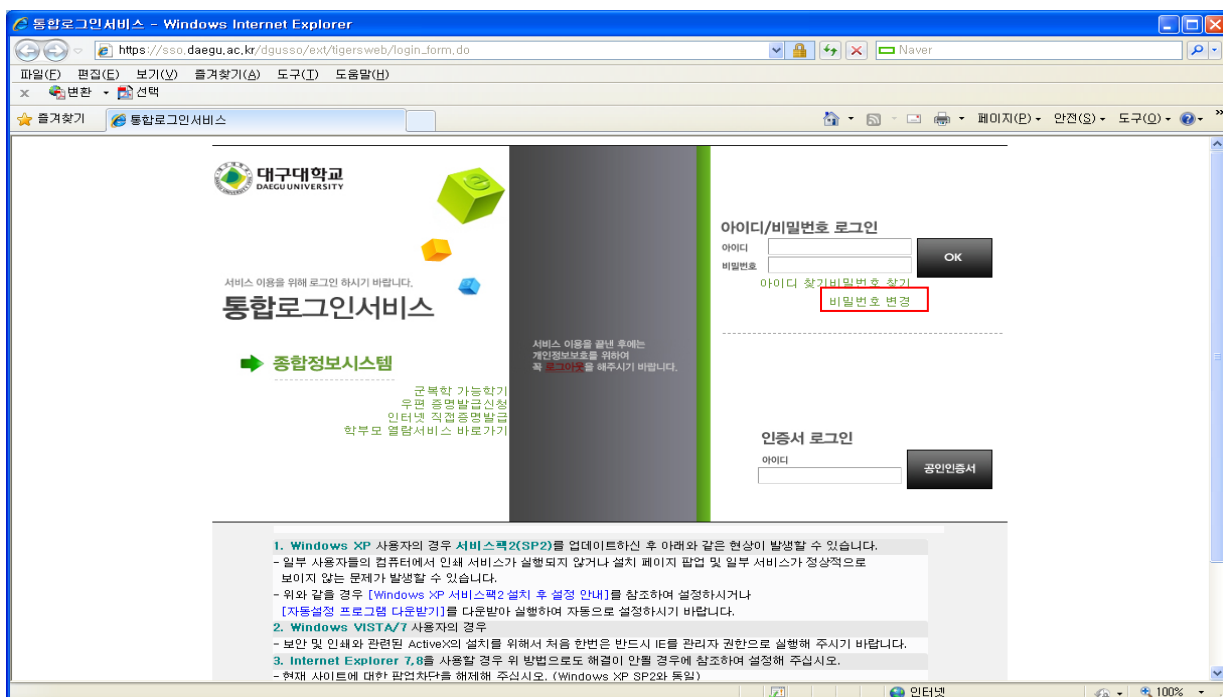 통합로그인서비스 - Windows Internet Explorer
https://sso.daegu.ac.kr/dgusso/ext/tigersweb/login_form.do
Naver
파일(F) 편집(E) 보기(V) 즐겨찾기(A) 도구(T) 도움말(H)
x 변환 선택
즐겨찾기 통합로그인서비스 페이지(P) 안전(S) 도구(O) »
대구대학교
DAEGU UNIVERSITY
서비스 이용을 위해 로그인 하시기 바랍니다.
통합로그인서비스
종합정보시스템
군복학 가능학기
우편 증명발급신청
인터넷 직접증명발급
학부모 열람서비스 바로가기
서비스 이용을 끝낸 후에는
개인정보보호를 위하여
꼭 로그아웃을 해주시기 바랍니다.
아이디/비밀번호 로그인
아이디
비밀번호
OK
아이디 찾기비밀번호 찾기
비밀번호 변경
인증서 로그인
아이디
공인인증서
1. Windows XP 사용자의 경우 서비스팩2(SP2)를 업데이트하신 후 아래와 같은 현상이 발생할 수 있습니다.
- 일부 사용자들의 컴퓨터에서 인쇄 서비스가 실행되지 않거나 설치 페이지 팝업 및 일부 서비스가 정상적으로
보이지 않는 문제가 발생할 수 있습니다.
- 위와 같을 경우 [Windows XP 서비스팩2 설치 후 설정 안내]를 참조하여 설정하시거나
[자동설정 프로그램 다운받기]를 다운받아 실행하여 자동으로 설정하시기 바랍니다.
2. Windows VISTA/7 사용자의 경우
- 보안 및 인쇄와 관련된 ActiveX의 설치를 위해서 처음 한번은 반드시 IE를 관리자 권한으로 실행해 주시기 바랍니다.
3. Internet Explorer 7,8을 사용할 경우 위 방법으로도 해결이 안될 경우에 참조하여 설정해 주십시오.
- 현재 사이트에 대한 팝업차단을 해제해 주십시오. (Windows XP SP2와 동일)
인터넷
100%